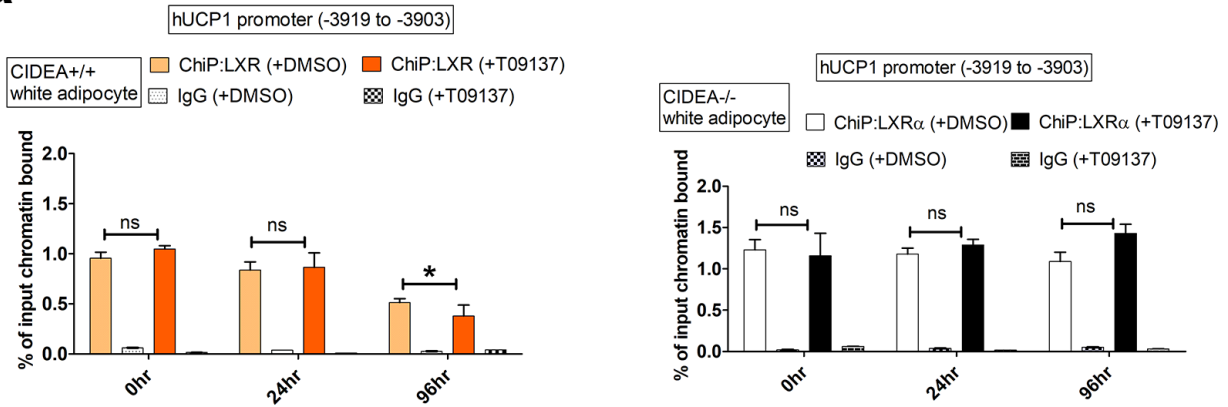 hUCP1 promoter (-3919 to -3903)
CIDEA+/+
white adipocyte
ChiP:LXR (+DMSO)
ChiP:LXR (+T09137)
IgG (+DMSO)
IgG (+T09137)
% of input chromatin bound
2.0
1.5
1.0
0.5
0.0
ns
ns
*
0hr
24hr
96hr
hUCP1 promoter (-3919 to -3903)
CIDEA-/-
white adipocyte
ChiP:LXRα (+DMSO)
ChiP:LXRα (+T09137)
IgG (+DMSO)
IgG (+T09137)
% of input chromatin bound
2.0
1.5
1.0
0.5
0.0
ns
ns
ns
0hr
24hr
96hr